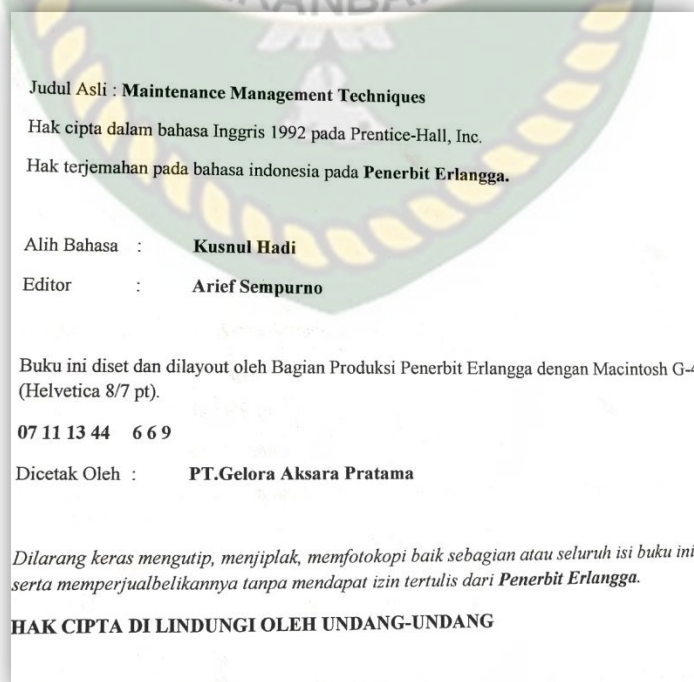 Judul Asli : Maintenance Management Techniques
Hak cipta dalam bahasa Inggris 1992 pada Prentice-Hall, Inc.
Hak terjemahan pada bahasa indonesia pada Penerbit Erlangga.
Alih Bahasa : Kusnul Hadi
Editor : Arief Sempurno
Buku ini diset dan dilayout oleh Bagian Produksi Penerbit Erlangga dengan Macintosh G-4
(Helvetica 8/7 pt).
07 11 13 44 6 6 9
Dicetak Oleh : PT.Gelora Aksara Pratama
Dilarang keras mengutip, menjiplak, memfotokopi baik sebagian atau seluruh isi buku ini
serta memperjualbelikannya tanpa mendapat izin tertulis dari Penerbit Erlangga.
HAK CIPTA DI LINDUNGI OLEH UNDANG-UNDANG